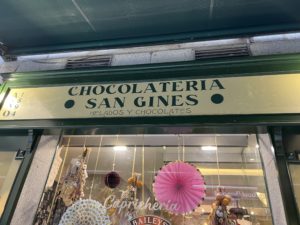 CHOCOLATERIA
SAN GINES
HELADOS Y CHOCOLATES
Caprichería
BAILEYS